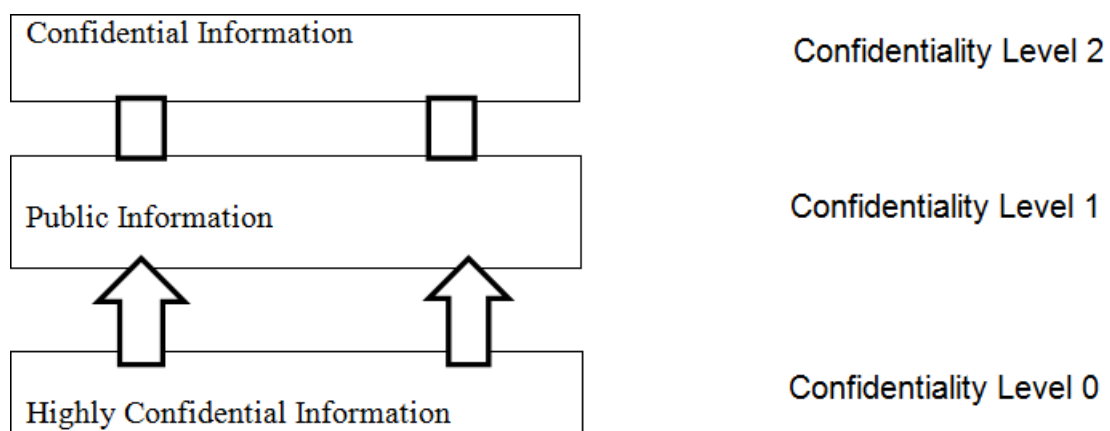 Confidential Information
Confidentiality Level 2
Public Information
Confidentiality Level 1
Highly Confidential Information
Confidentiality Level 0